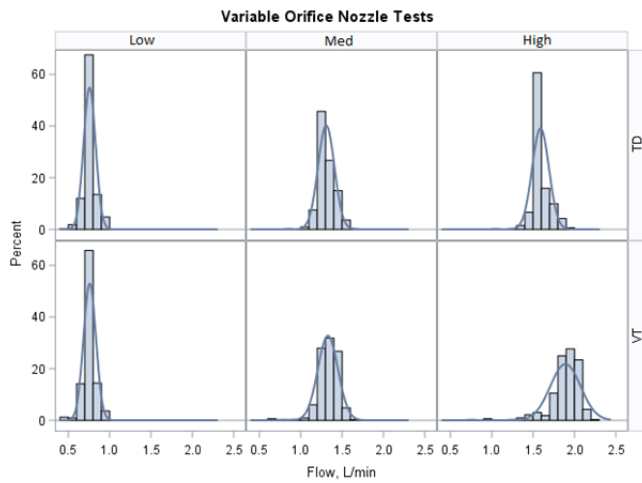 Variable Orifice Nozzle Tests
Low Med High
60
40
20
0
TD
Percent
60
40
20
0
VT
0.5 1.0 1.5 2.0 2.5 0.5 1.0 1.5 2.0 2.5 0.5 1.0 1.5 2.0 2.5
Flow, L/min